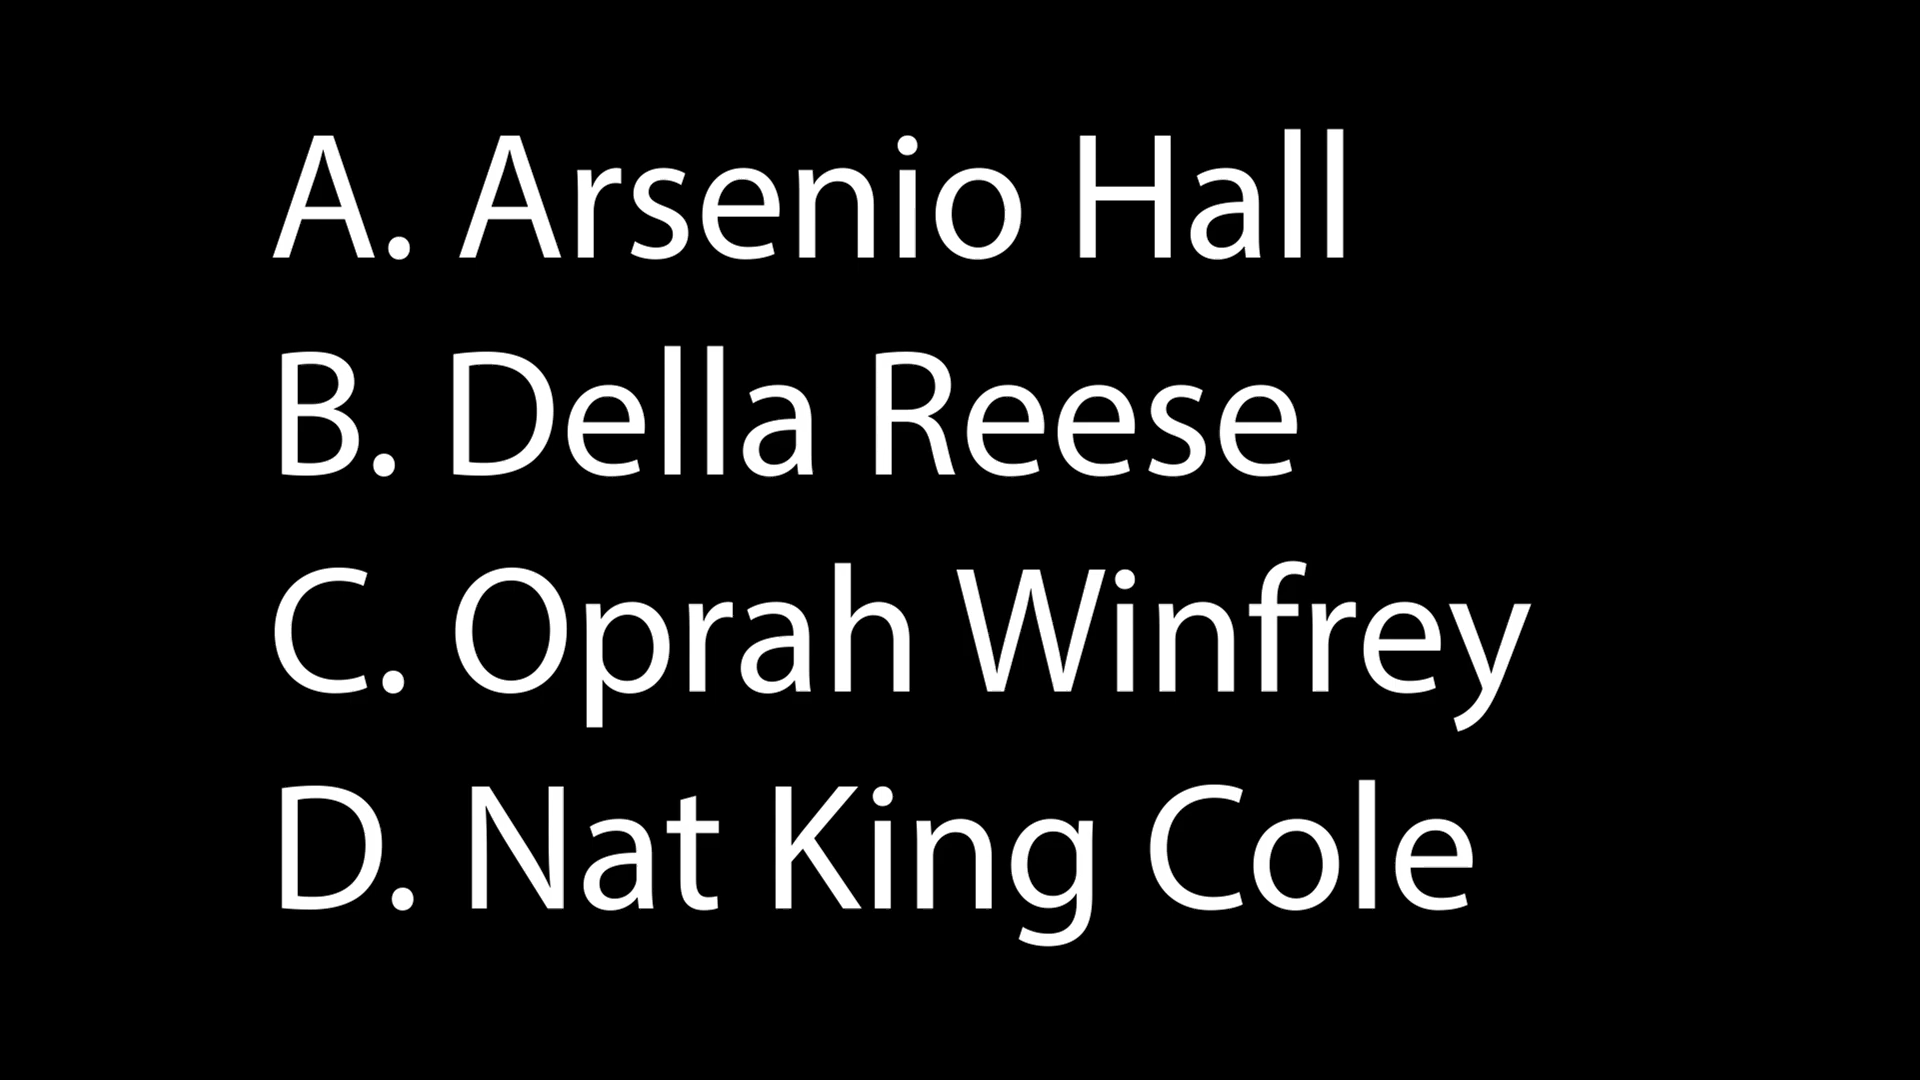 A. Arsenio Hall
B. Della Reese
C. Oprah Winfrey
D. Nat King Cole